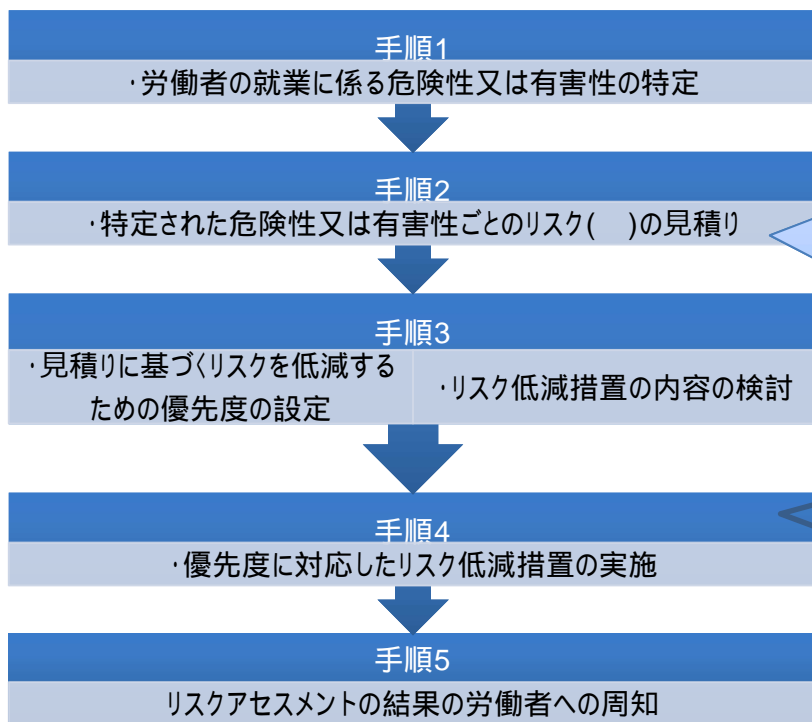 手順1
・労働者の就業に係る危険性又は有害性の特定
手順2
・特定された危険性又は有害性ごとのリスク(　)の見積り
手順3
・見積りに基づくリスクを低減する
ための優先度の設定
・リスク低減措置の内容の検討
手順4
・優先度に対応したリスク低減措置の実施
手順5
リスクアセスメントの結果の労働者への周知